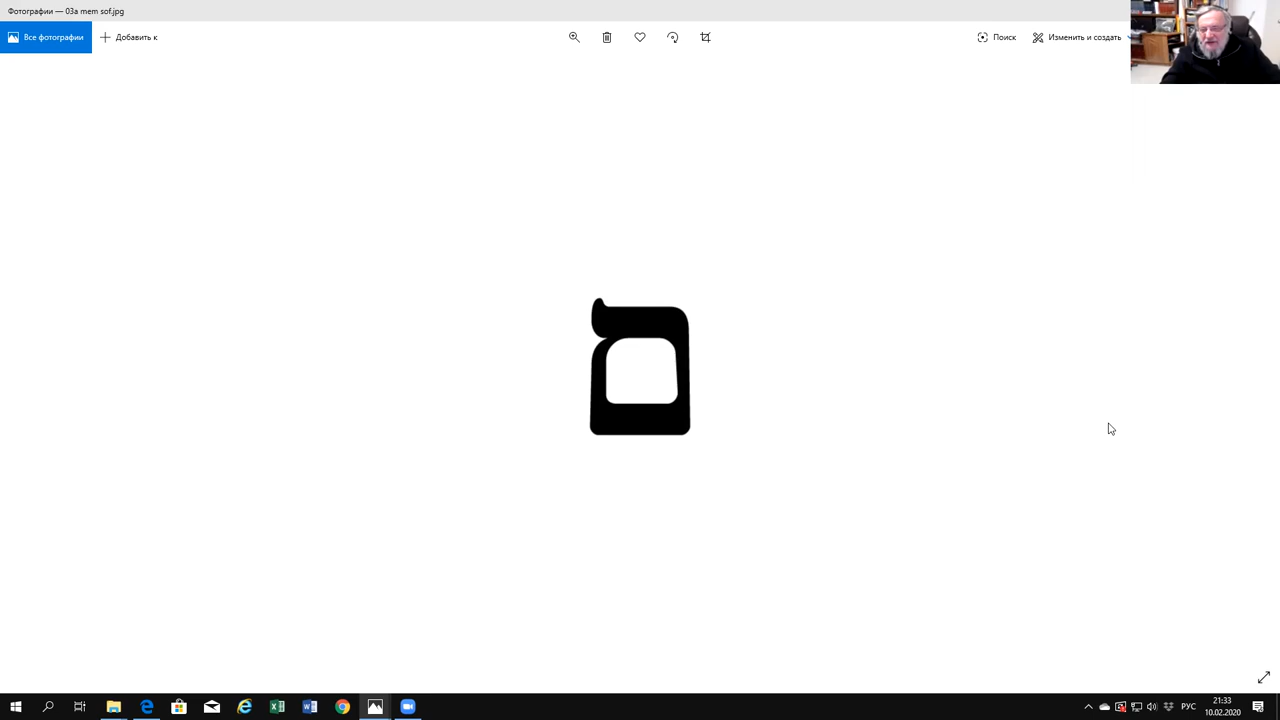 Фотографии — 03a mem sof.jpg
Все фотографии
Добавить к
Поиск
Изменить и создать
ם
РУС
21:33
10.02.2020